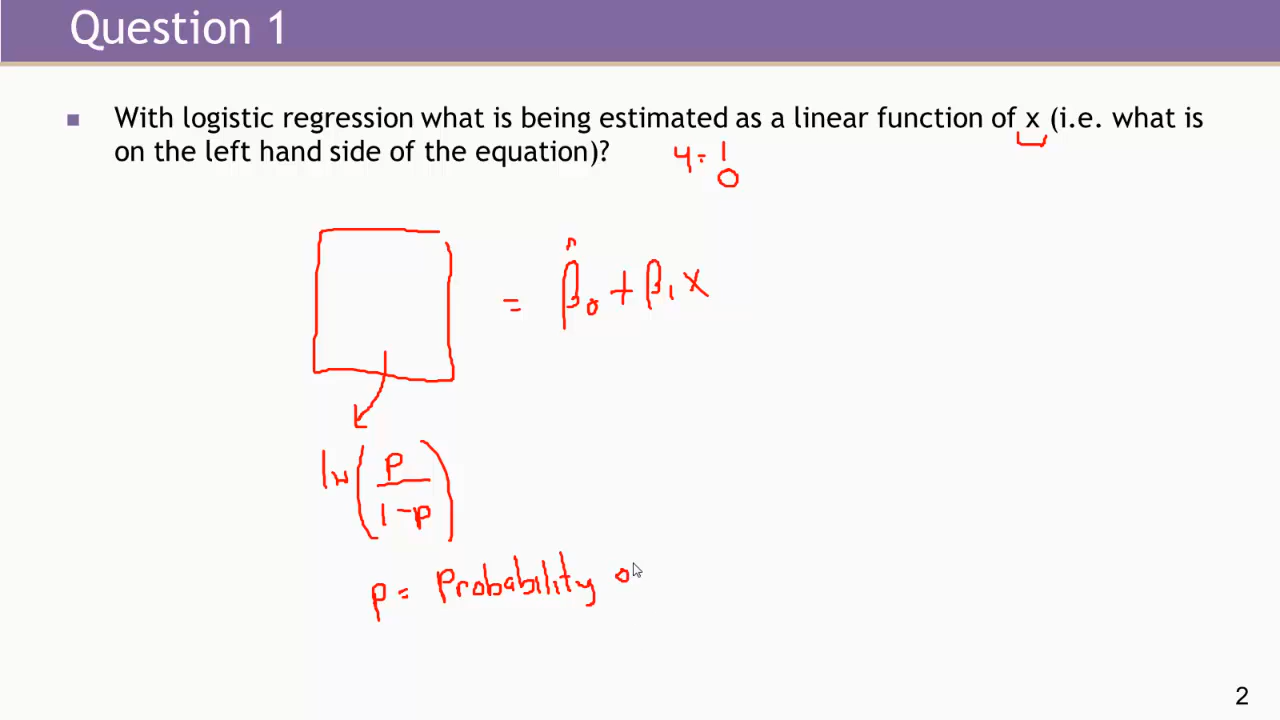 Question 1
With logistic regression what is being estimated as a linear function of x (i.e. what is
on the left hand side of the equation)?
y = 1
0
= β̂₀ + β₁ x
ln(p / 1-p)
p = Probability o
2